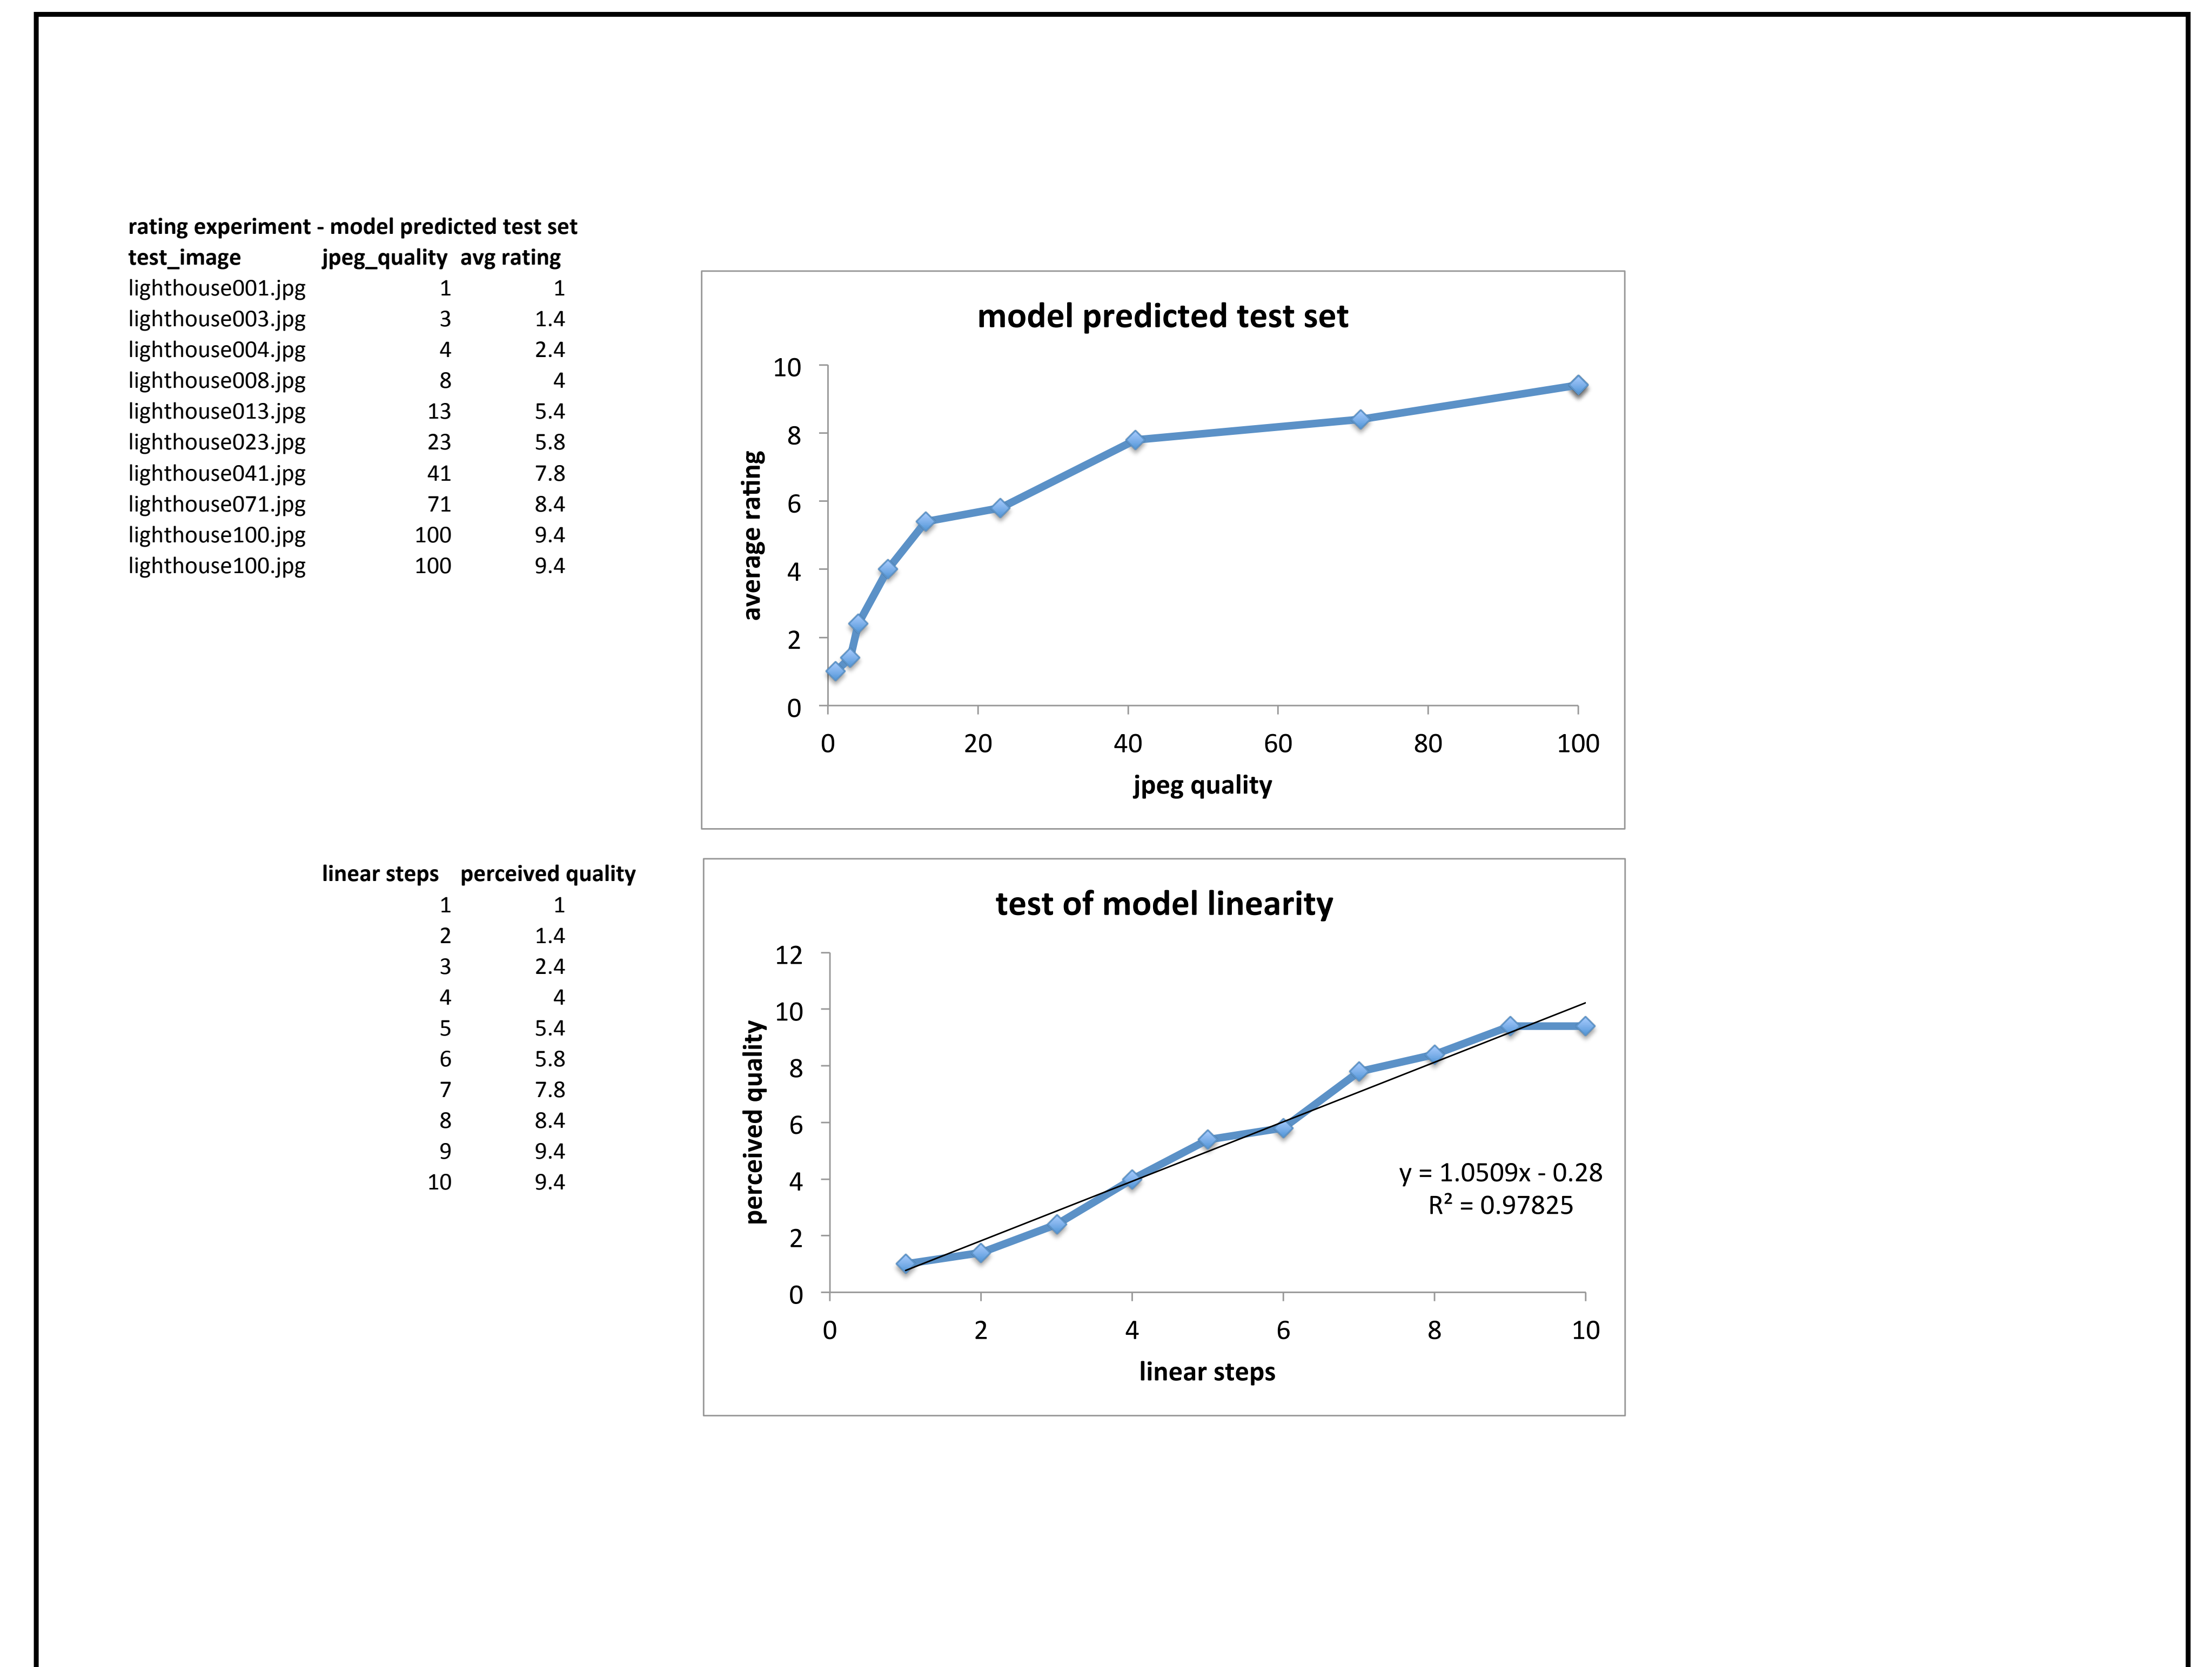 rating experiment - model predicted test set
test_image jpeg_quality avg rating
lighthouse001.jpg 1 1
lighthouse003.jpg 3 1.4
lighthouse004.jpg 4 2.4
lighthouse008.jpg 8 4
lighthouse013.jpg 13 5.4
lighthouse023.jpg 23 5.8
lighthouse041.jpg 41 7.8
lighthouse071.jpg 71 8.4
lighthouse100.jpg 100 9.4
lighthouse100.jpg 100 9.4
model predicted test set
average rating
10
8
6
4
2
0
0 20 40 60 80 100
jpeg quality
linear steps perceived quality
1 1
2 1.4
3 2.4
4 4
5 5.4
6 5.8
7 7.8
8 8.4
9 9.4
10 9.4
test of model linearity
perceived quality
12
10
8
6
4
2
0
y = 1.0509x - 0.28
R² = 0.97825
0 2 4 6 8 10
linear steps